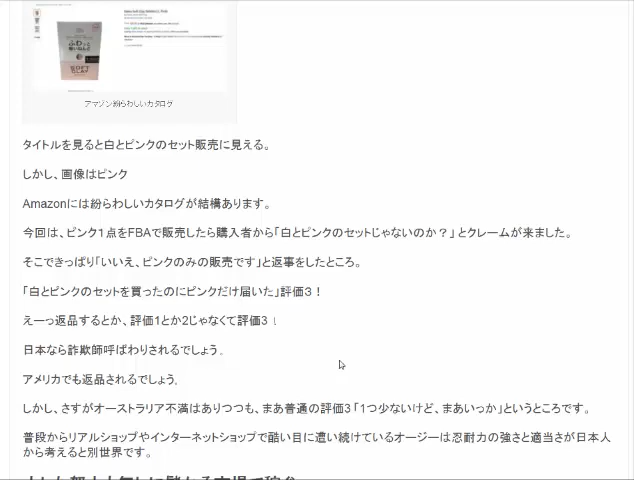 ふわっと
軽いねんど
SOFT
CLAY
アマゾン紛らわしいカタログ
タイトルを見ると白とピンクのセット販売に見える。
しかし、画像はピンク
Amazonには紛らわしいカタログが結構あります。
今回は、ピンク１点をFBAで販売したら購入者から「白とピンクのセットじゃないのか？」とクレームが来ました。
そこできっぱり「いいえ、ピンクのみの販売です」と返事をしたところ。
「白とピンクのセットを買ったのにピンクだけ届いた」評価3！
えーっ返品するとか、評価1とか2じゃなくて評価3！
日本なら詐欺師呼ばわりされるでしょう。
アメリカでも返品されるでしょう。
しかし、さすがオーストラリア不満はありつつも、まあ普通の評価3「1つ少ないけど、まあいっか」というところです。
普段からリアルショップやインターネットショップで酷い目に遭い続けているオージーは忍耐力の強さと適当さが日本人
から考えると別世界です。